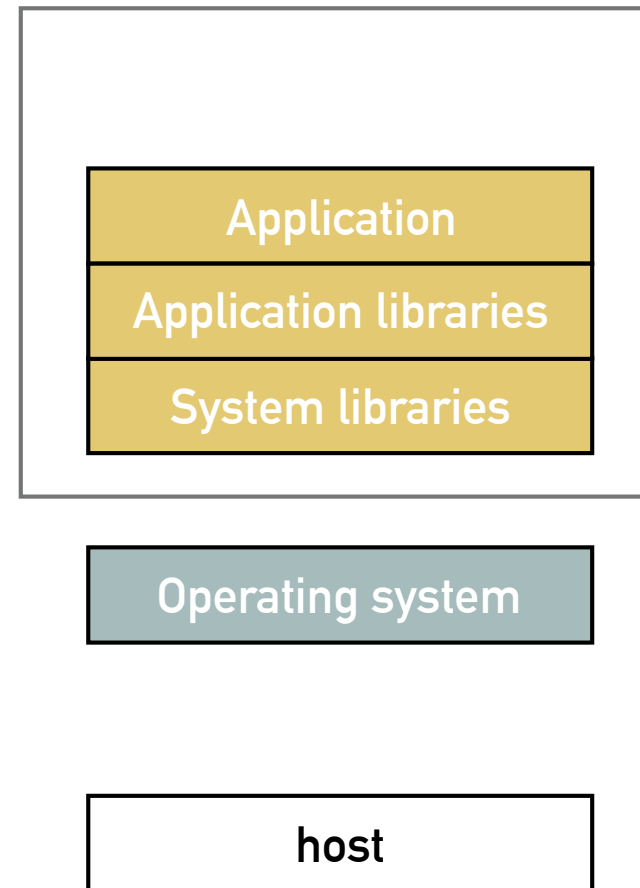 Application
Application libraries
System libraries
Operating system
host